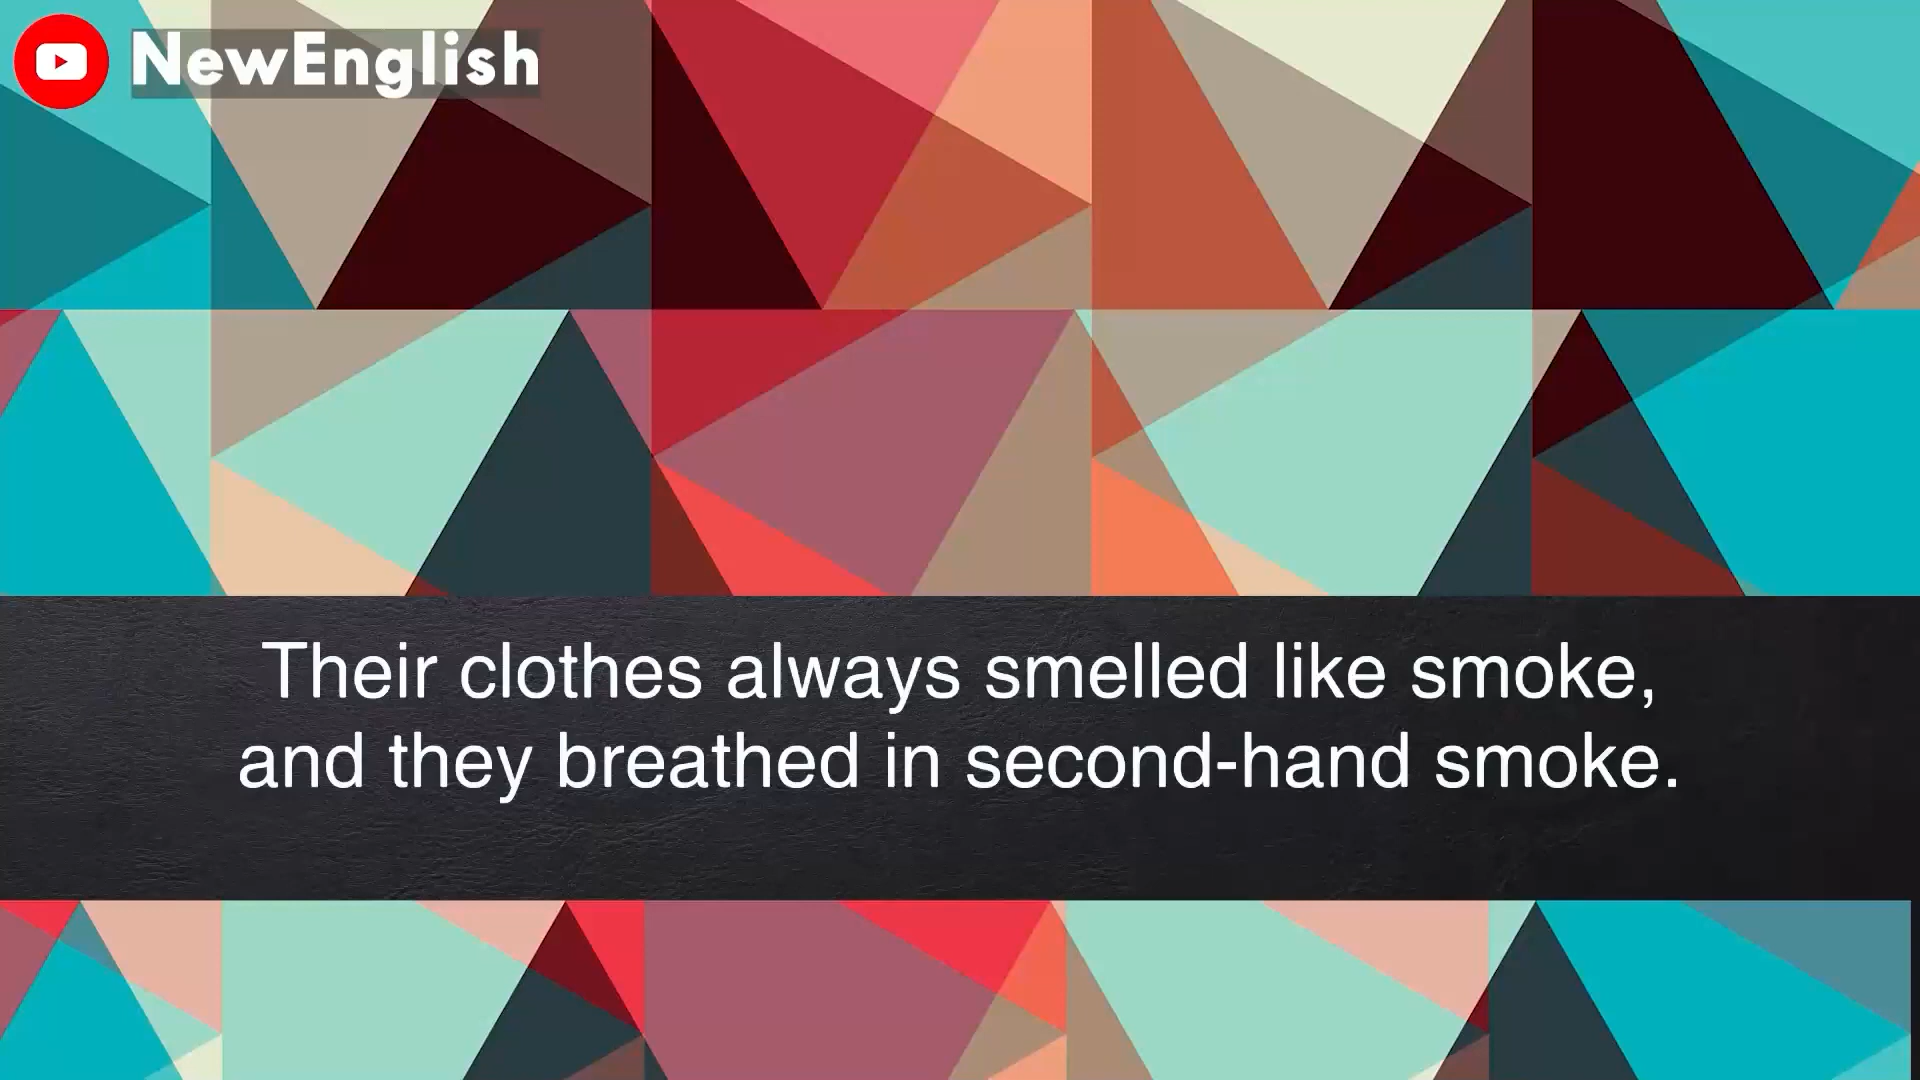 NewEnglish
Their clothes always smelled like smoke,
and they breathed in second-hand smoke.